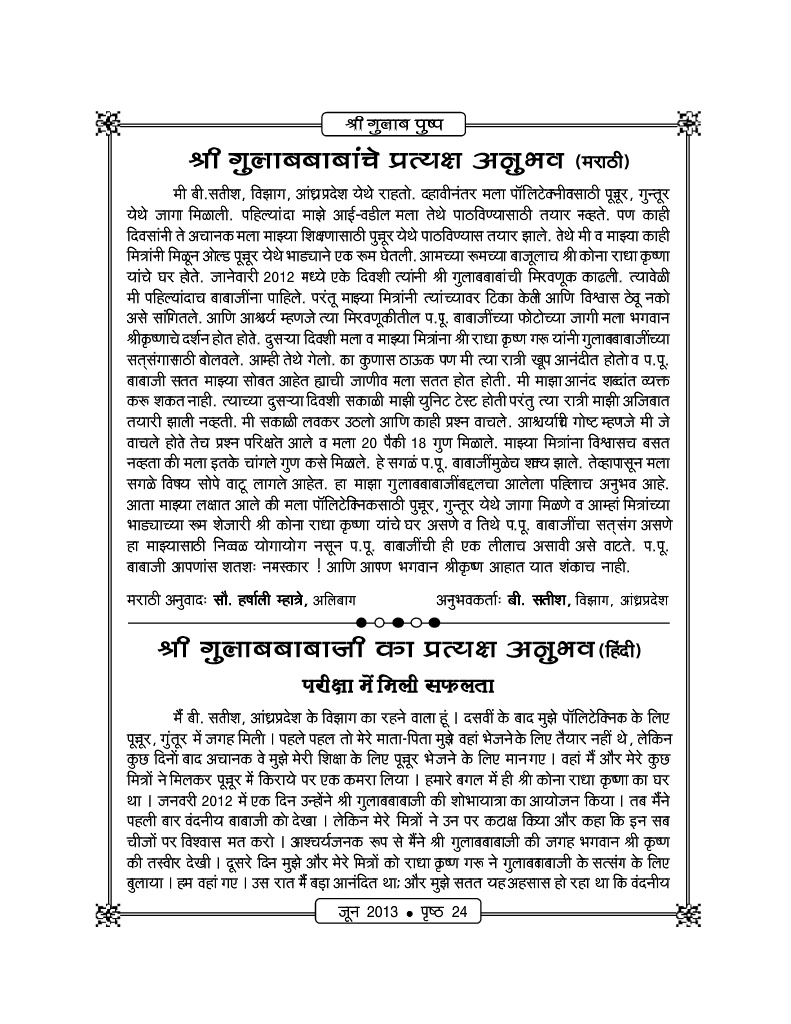 श्री गुलाब पुष्प
श्री गुलाबबाबांचे प्रत्यक्ष अनुभव (मराठी)
मी बी.सतीश, विझाग, आंध्रप्रदेश येथे राहतो. दहावीनंतर मला पॉलिटेक्नीकसाठी पून्नूर, गुन्तूर
येथे जागा मिळाली. पहिल्यांदा माझे आई-वडील मला तेथे पाठविण्यासाठी तयार नव्हते. पण काही
दिवसांनी ते अचानक मला माझ्या शिक्षणासाठी पुन्नूर येथे पाठविण्यास तयार झाले. तेथे मी व माझ्या काही
मित्रांनी मिळून ओल्ड पून्नूर येथे भाड्याने एक रूम घेतली. आमच्या रूमच्या बाजूलाच श्री कोना राधा कृष्णा
यांचे घर होते. जानेवारी 2012 मध्ये एके दिवशी त्यांनी श्री गुलाबबाबांची मिरवणूक काढली. त्यावेळी
मी पहिल्यांदाच बाबाजींना पाहिले. परंतू माझ्या मित्रांनी त्यांच्यावर टिका केली आणि विश्वास ठेवू नको
असे सांगितले. आणि आश्चर्य म्हणजे त्या मिरवणूकीतील प.पू. बाबाजींच्या फोटोच्या जागी मला भगवान
श्रीकृष्णाचे दर्शन होत होते. दुसऱ्या दिवशी मला व माझ्या मित्रांना श्री राधा कृष्ण गरू यांनी गुलाबबाबाजींच्या
सत्संगासाठी बोलवले. आम्ही तेथे गेलो. का कुणास ठाऊक पण मी त्या रात्री खूप आनंदीत होतो व प.पू.
बाबाजी सतत माझ्या सोबत आहेत ह्याची जाणीव मला सतत होत होती. मी माझा आनंद शब्दांत व्यक्त
करू शकत नाही. त्याच्या दुसऱ्या दिवशी सकाळी माझी युनिट टेस्ट होती परंतु त्या रात्री माझी अजिबात
तयारी झाली नव्हती. मी सकाळी लवकर उठलो आणि काही प्रश्न वाचले. आश्चर्याची गोष्ट म्हणजे मी जे
वाचले होते तेच प्रश्न परिक्षेत आले व मला 20 पैकी 18 गुण मिळाले. माझ्या मित्रांना विश्वासच बसत
नव्हता की मला इतके चांगले गुण कसे मिळाले. हे सगळं प.पू. बाबाजींमुळेच शक्य झाले. तेव्हापासून मला
सगळे विषय सोपे वाटू लागले आहेत. हा माझा गुलाबबाबाजींबद्दलचा आलेला पहिलाच अनुभव आहे.
आता माझ्या लक्षात आले की मला पॉलिटेक्निकसाठी पुन्नूर, गुन्तूर येथे जागा मिळणे व आम्हां मित्रांच्या
भाड्याच्या रूम शेजारी श्री कोना राधा कृष्णा यांचे घर असणे व तिथे प.पू. बाबाजींचा सत्संग असणे
हा माझ्यासाठी निव्वळ योगायोग नसून प.पू. बाबाजींची ही एक लीलाच असावी असे वाटते. प.पू.
बाबाजी आपणांस शतशः नमस्कार ! आणि आपण भगवान श्रीकृष्ण आहात यात शंकाच नाही.
मराठी अनुवादः सौ. हर्षाली म्हात्रे, अलिबाग अनुभवकर्ताः बी. सतीश, विझाग, आंध्रप्रदेश
श्री गुलाबबाबाजी का प्रत्यक्ष अनुभव (हिंदी)
परीक्षा में मिली सफलता
मैं बी. सतीश, आंध्रप्रदेश के विझाग का रहने वाला हूं । दसवीं के बाद मुझे पॉलिटेक्निक के लिए
पून्नूर, गुंतूर में जगह मिली । पहले पहल तो मेरे माता-पिता मुझे वहां भेजने के लिए तैयार नहीं थे, लेकिन
कुछ दिनों बाद अचानक वे मुझे मेरी शिक्षा के लिए पून्नूर भेजने के लिए मान गए । वहां मैं और मेरे कुछ
मित्रों ने मिलकर पून्नूर में किराये पर एक कमरा लिया । हमारे बगल में ही श्री कोना राधा कृष्णा का घर
था । जनवरी 2012 में एक दिन उन्होंने श्री गुलाबबाबाजी की शोभायात्रा का आयोजन किया । तब मैंने
पहली बार वंदनीय बाबाजी को देखा । लेकिन मेरे मित्रों ने उन पर कटाक्ष किया और कहा कि इन सब
चीजों पर विश्वास मत करो । आश्चर्यजनक रूप से मैंने श्री गुलाबबाबाजी की जगह भगवान श्री कृष्ण
की तस्वीर देखी । दूसरे दिन मुझे और मेरे मित्रों को राधा कृष्ण गरू ने गुलाबबाबाजी के सत्संग के लिए
बुलाया । हम वहां गए । उस रात मैं बड़ा आनंदित था; और मुझे सतत यह अहसास हो रहा था कि वंदनीय
जून 2013 ● पृष्ठ 24